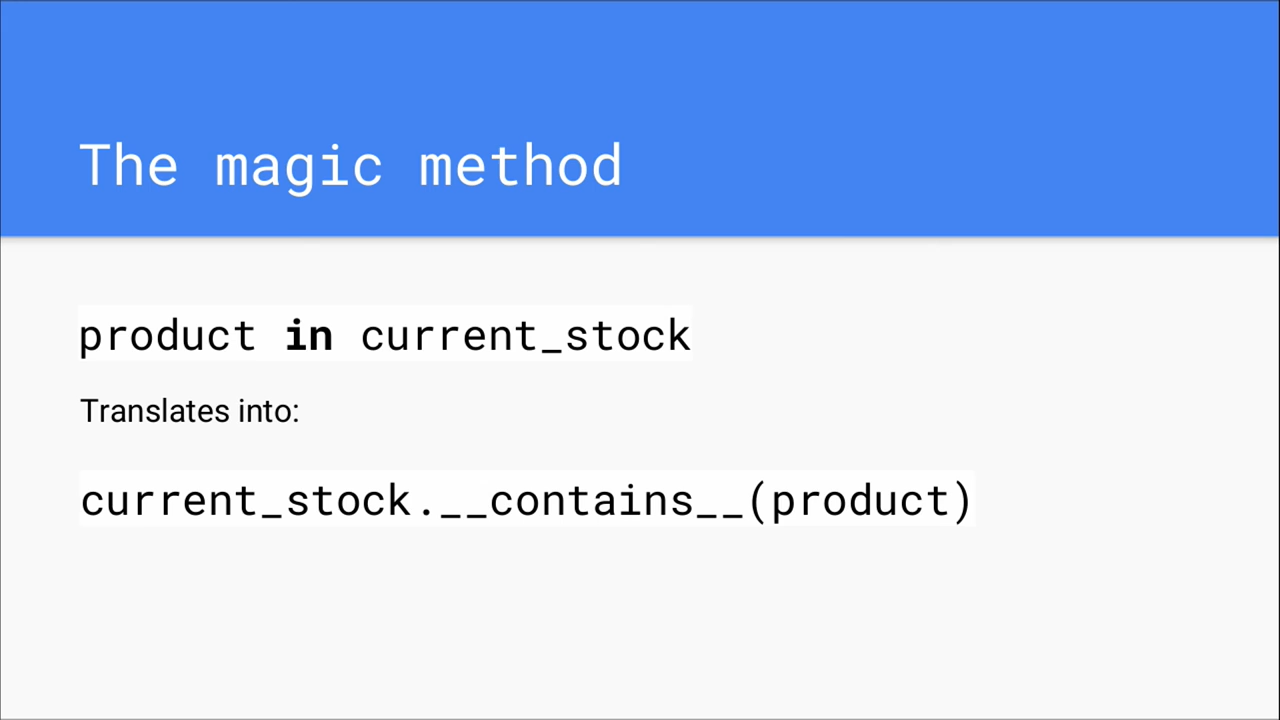 The magic method
product in current_stock
Translates into:
current_stock.__contains__(product)